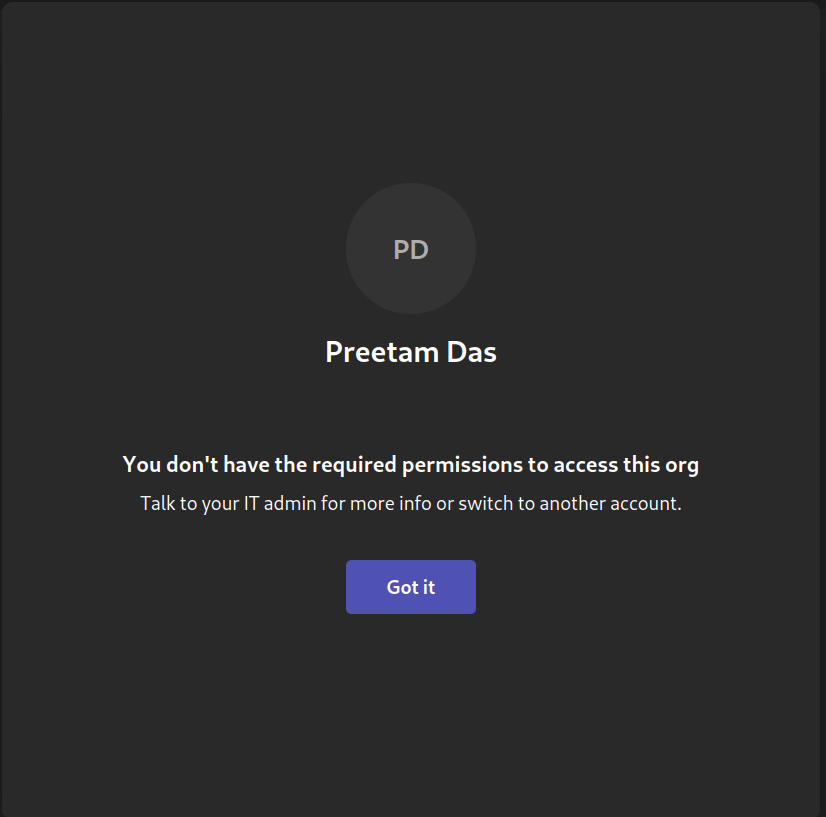 PD
Preetam Das
You don't have the required permissions to access this org
Talk to your IT admin for more info or switch to another account.
Got it